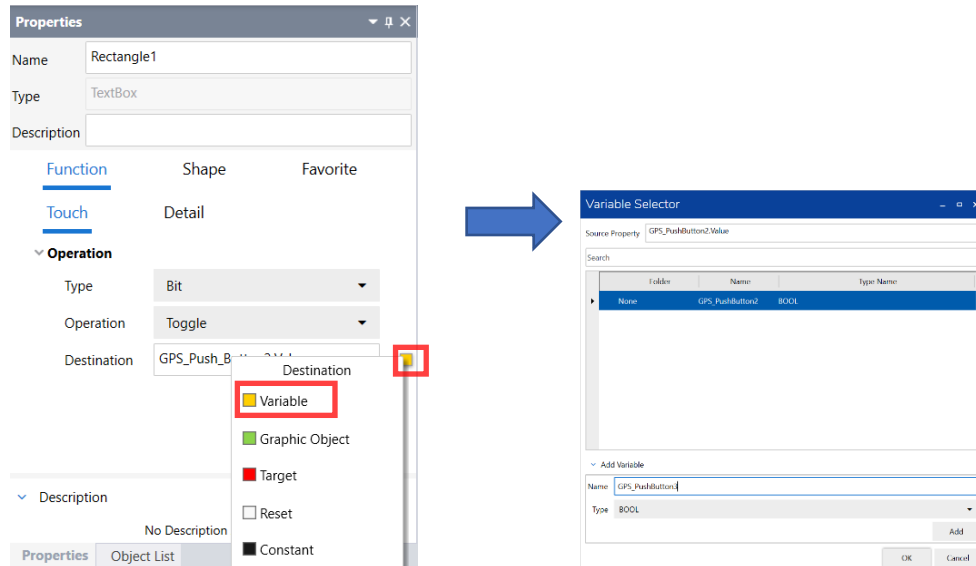 Properties
Name Rectangle1
Type TextBox
Description
Function Shape Favorite
Touch Detail
Operation
Type Bit
Operation Toggle
Destination
Destination
Variable
Graphic Object
Target
Reset
Constant
Description
No Description
Properties Object List
Variable Selector
Source Property GPS_PushButton2.Value
Search
Folder Name Type Name
None GPS_PushButton2 BOOL
Add Variable
Name GPS_PushButton3
Type BOOL
Add
OK Cancel